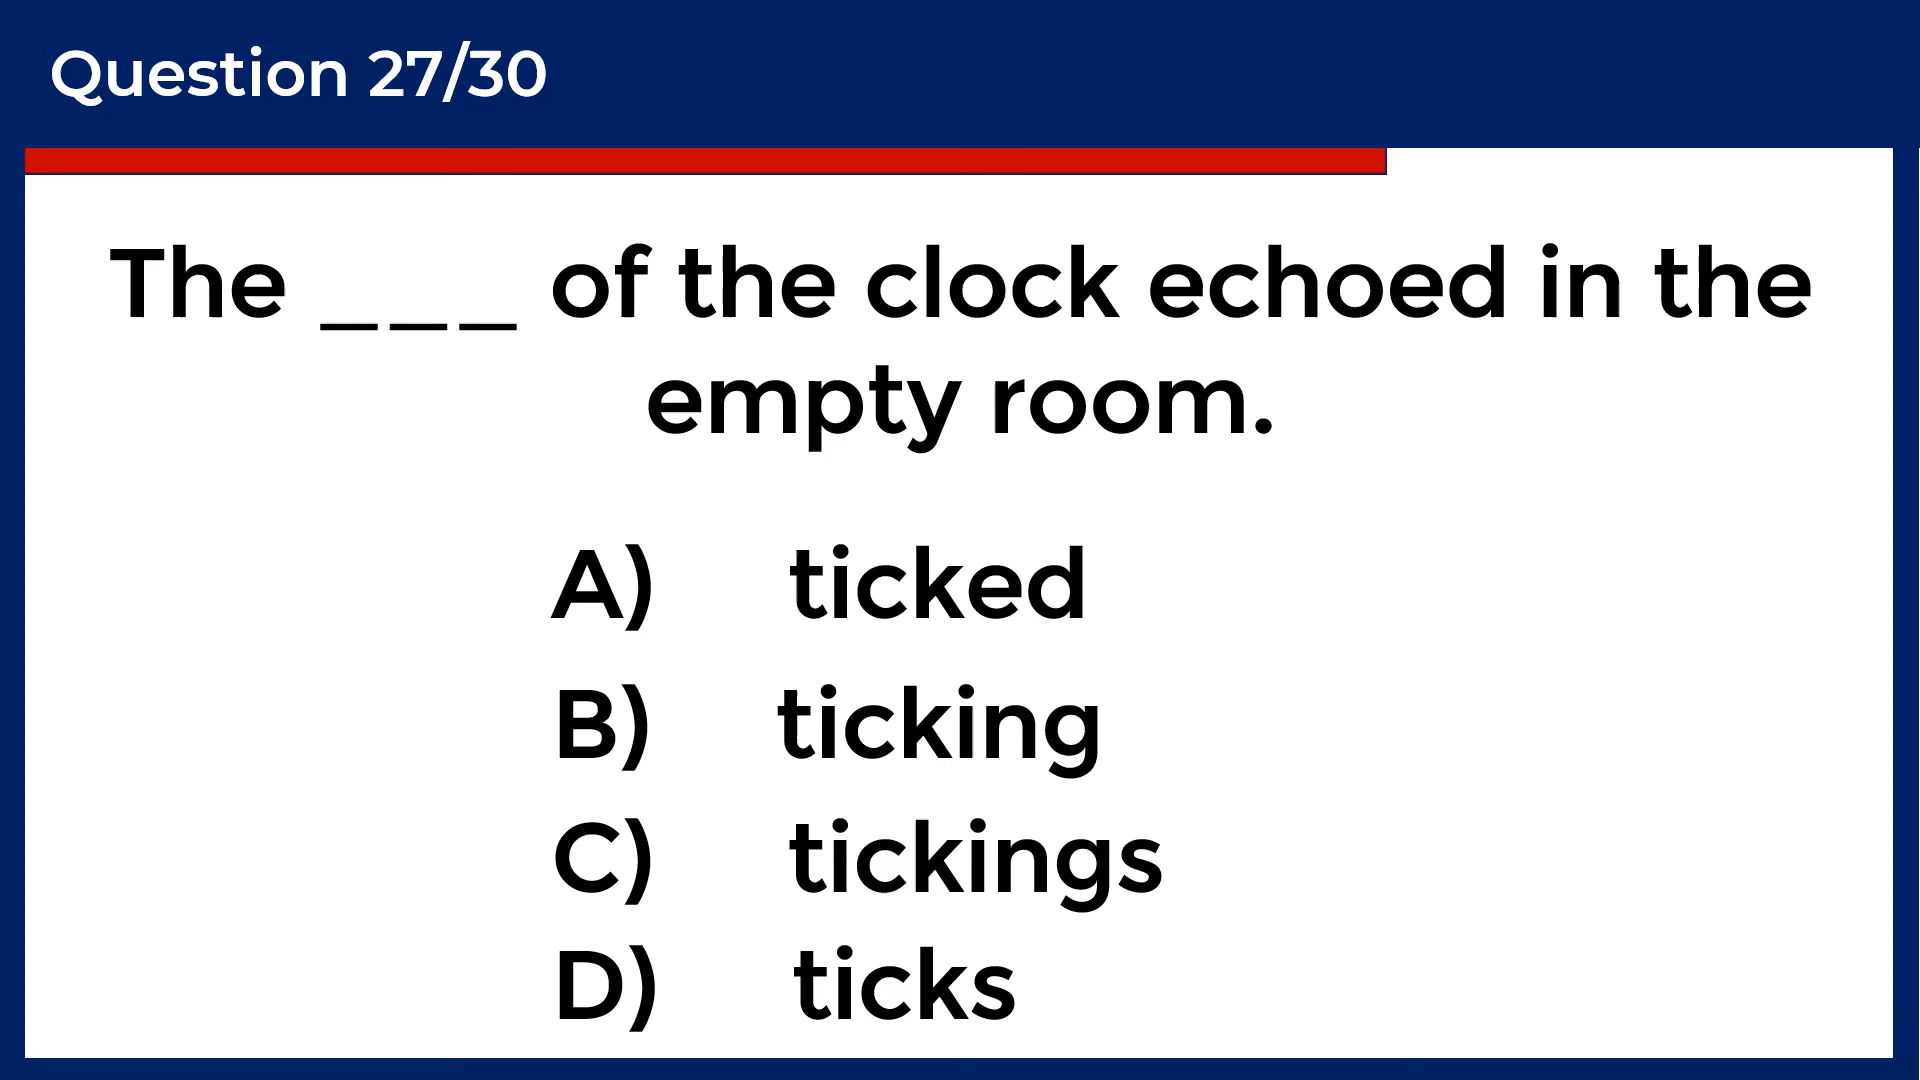 Question 27/30
The ___ of the clock echoed in the
empty room.
A) ticked
B) ticking
C) tickings
D) ticks